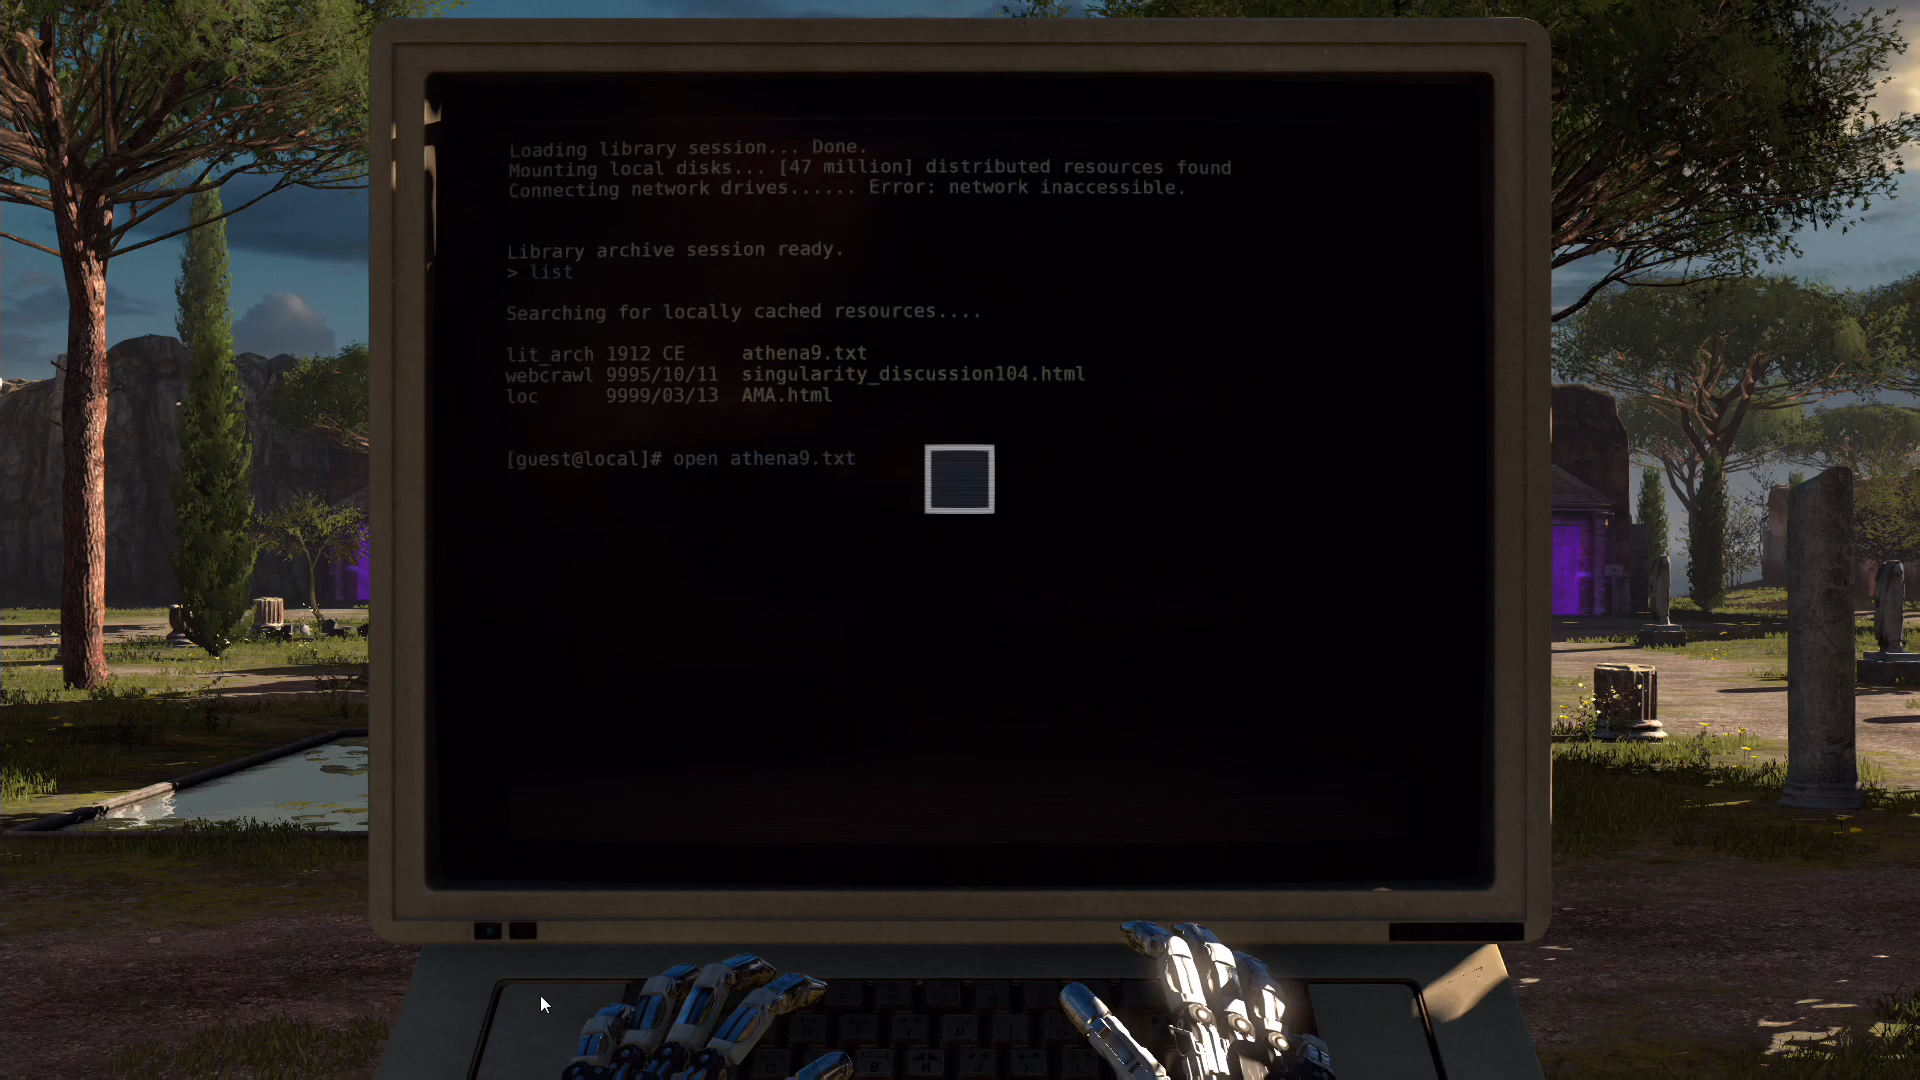 Loading library session... Done.
Mounting local disks... [47 million] distributed resources found
Connecting network drives...... Error: network inaccessible.
Library archive session ready.
> list
Searching for locally cached resources....
lit_arch 1912 CE athena9.txt
webcrawl 9995/10/11 singularity_discussion104.html
loc 9999/03/13 AMA.html
[guest@local]# open athena9.txt